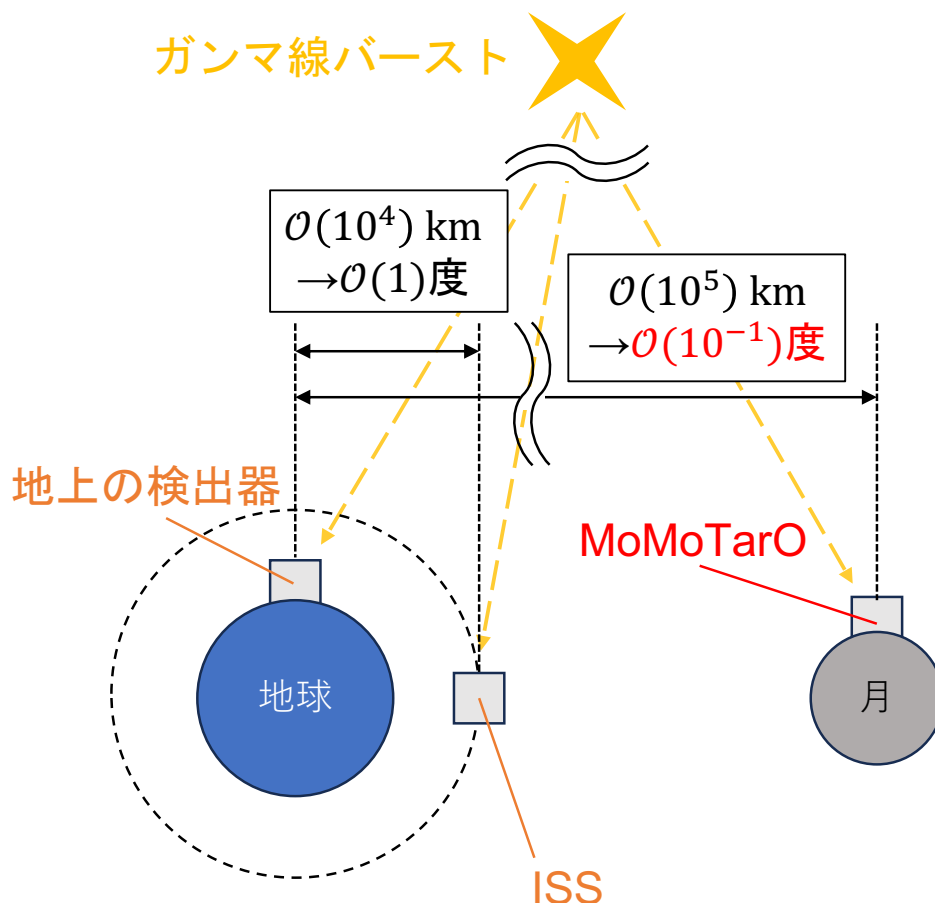 ガンマ線バースト
𝒪(10⁴) km
→𝒪(1)度
𝒪(10⁵) km
→𝒪(10⁻¹)度
地上の検出器
MoMoTarO
地球
月
ISS